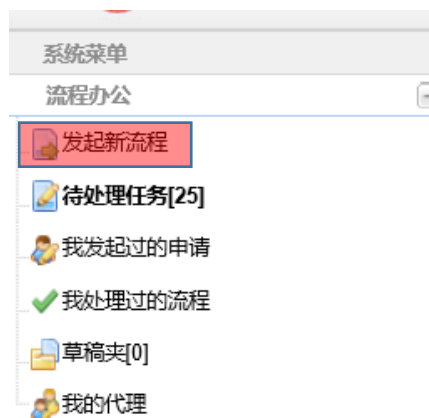 系统菜单
流程办公
发起新流程
待处理任务[25]
我发起过的申请
我处理过的流程
草稿夹[0]
我的代理